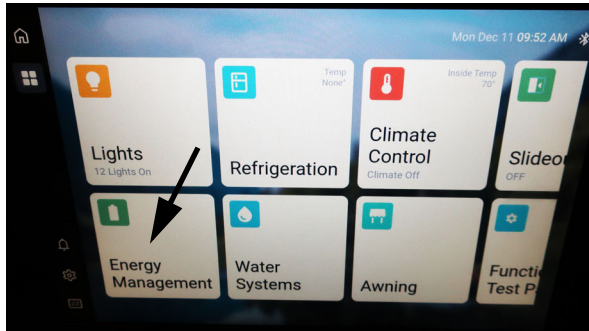 Mon Dec 11 09:52 AM
Lights
12 Lights On
Temp
None°
Refrigeration
Inside Temp
70°
Climate
Control
Climate Off
OFF
Energy
Management
Water
Systems
Awning
Test